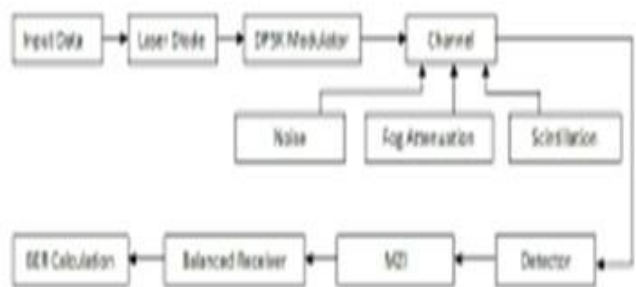 Input Data
Laser Diode
DPSK Modulator
Channel
Noise
Fog Attenuation
Scintillation
BER Calculation
Balanced Receiver
MZI
Detector